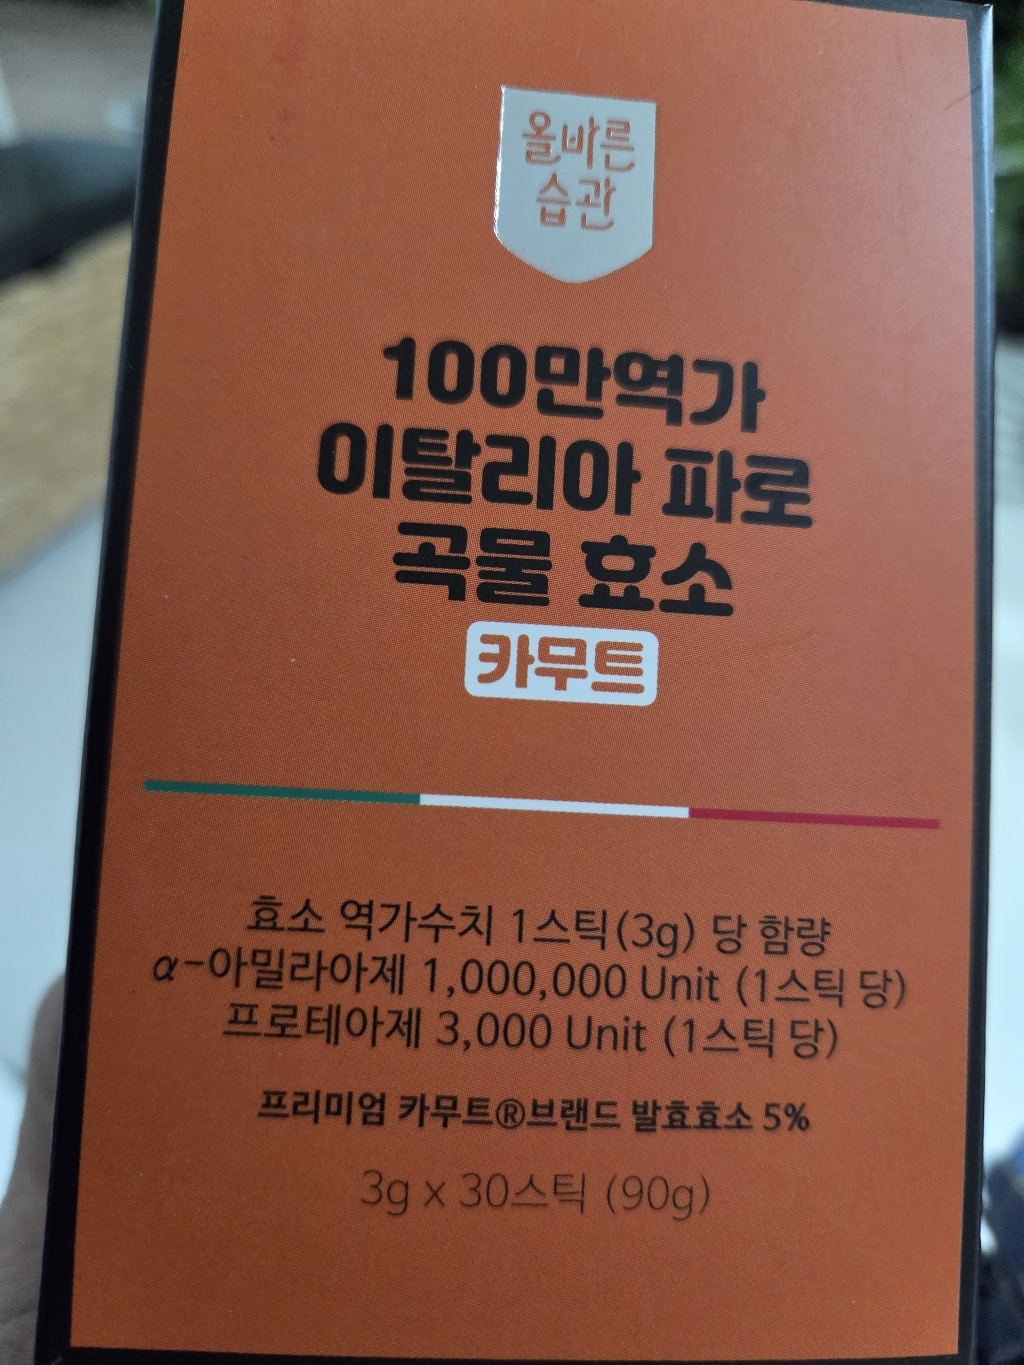 올바른
습관
100만역가
이탈리아 파로
곡물 효소
카무트
효소 역가수치 1스틱(3g) 당 함량
α-아밀라아제 1,000,000 Unit (1스틱 당)
프로테아제 3,000 Unit (1스틱 당)
프리미엄 카무트®브랜드 발효효소 5%
3g x 30스틱 (90g)